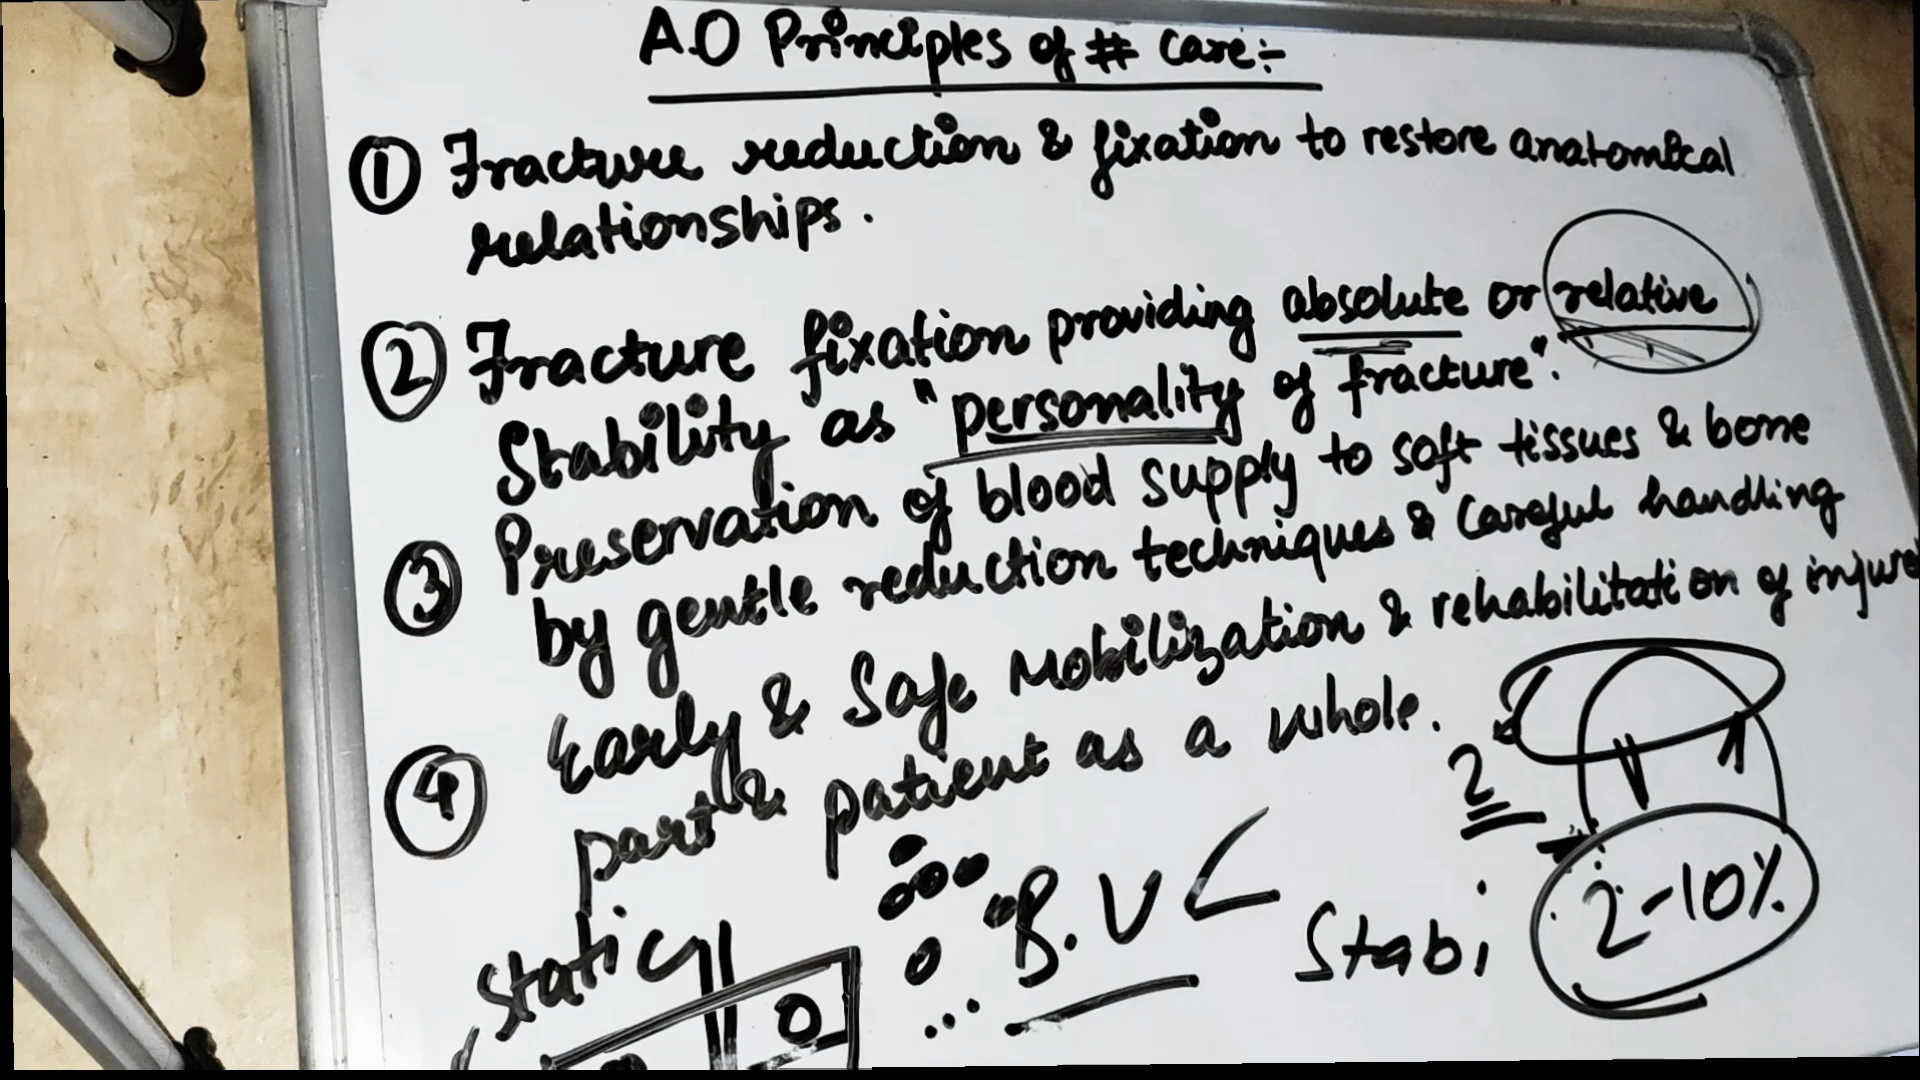 A.O Principles of # care:-
① Fracture reduction & fixation to restore anatomical
relationships.
② Fracture fixation providing absolute or relative
Stability as "personality of fracture".
③ Preservation of blood supply to soft tissues & bone
by gentle reduction techniques & Careful handling
④ Early & Safe Mobilization & rehabilitation of injure
part & patient as a whole.
2
static
B.V
Stabi
2-10%